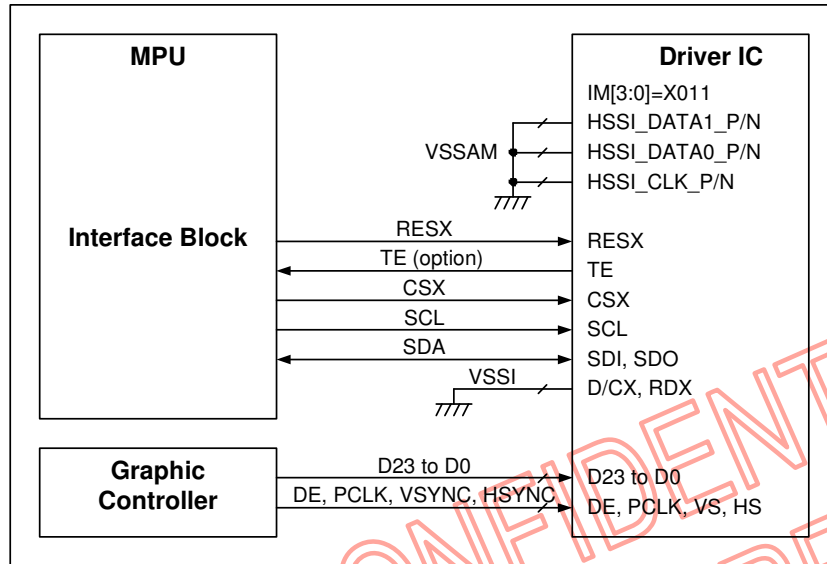 MPU
Driver IC
IM[3:0]=X011
HSSI_DATA1_P/N
VSSAM
HSSI_DATA0_P/N
HSSI_CLK_P/N
Interface Block
RESX
RESX
TE (option)
TE
CSX
CSX
SCL
SCL
SDA
SDI, SDO
VSSI
D/CX, RDX
Graphic
Controller
D23 to D0
D23 to D0
DE, PCLK, VSYNC, HSYNC
DE, PCLK, VS, HS